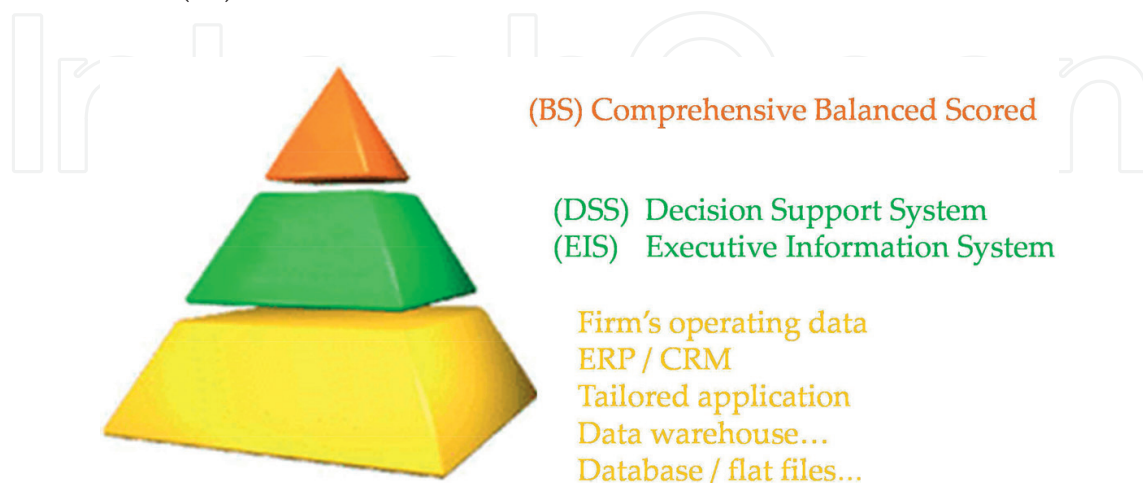 (BS) Comprehensive Balanced Scored
(DSS) Decision Support System
(EIS) Executive Information System
Firm's operating data
ERP / CRM
Tailored application
Data warehouse...
Database / flat files...